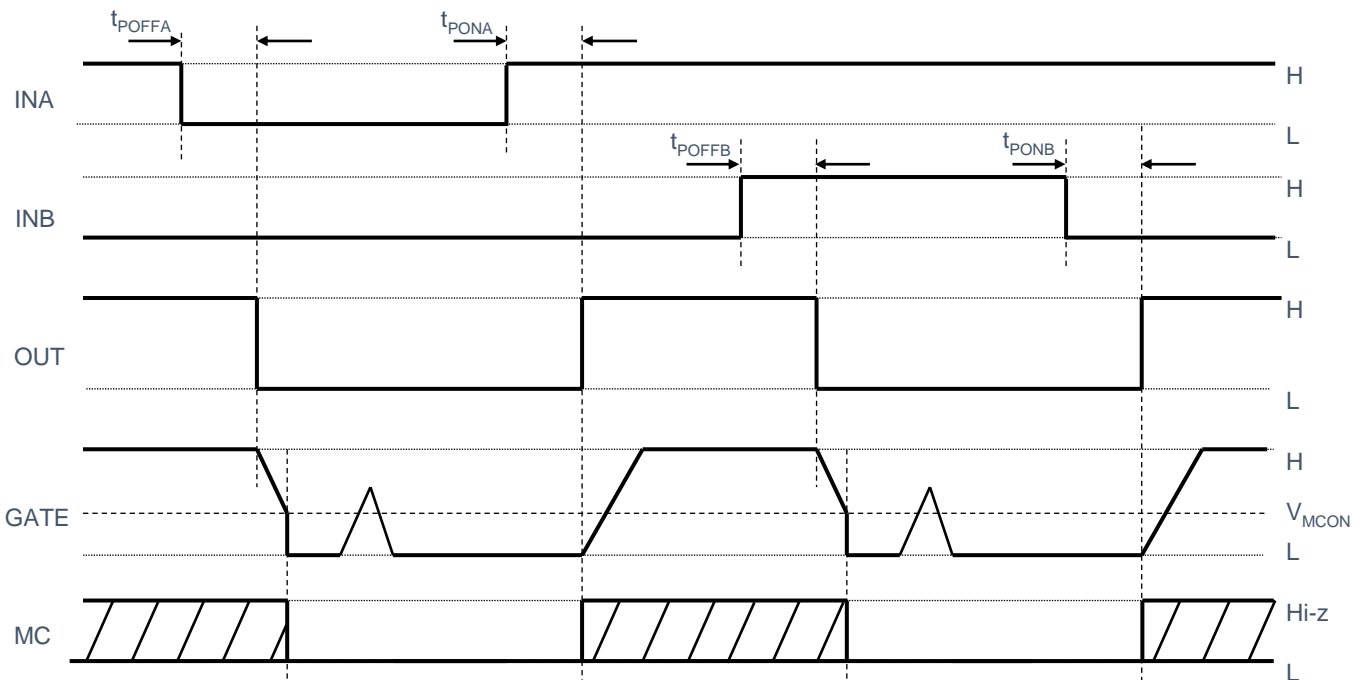 tPOFFA
tPONA
INA
H
L
tPOFFB
tPONB
INB
H
L
OUT
H
L
GATE
H
VMCON
L
MC
Hi-z
L